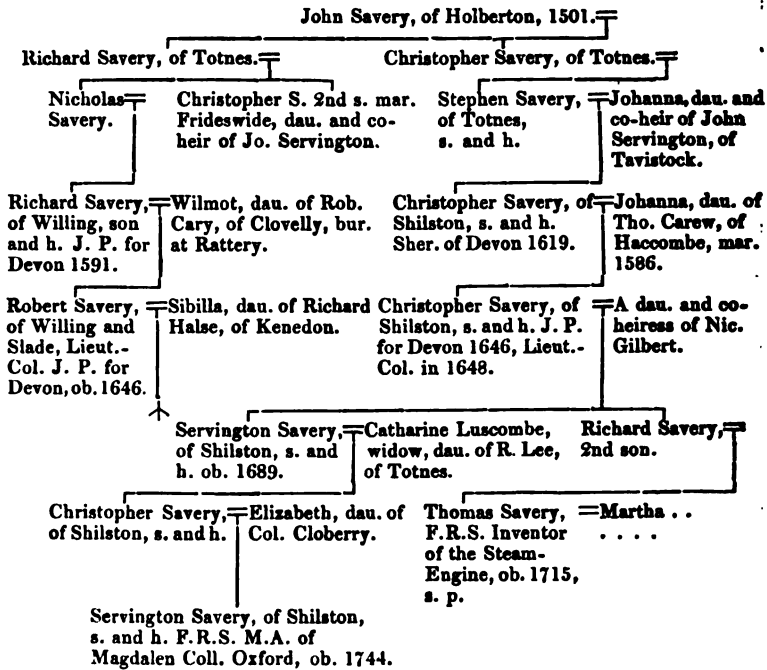 John Savery, of Holberton, 1501.
Richard Savery, of Totnes.
Christopher Savery, of Totnes.
Nicholas
Savery.
Christopher S. 2nd s. mar.
Frideswide, dau. and co-
heir of Jo. Servington.
Stephen Savery,
of Totnes,
s. and h.
Johanna, dau. and
co-heir of John
Servington, of
Tavistock.
Richard Savery,
of Willing, son
and h. J. P. for
Devon 1591.
Wilmot, dau. of Rob.
Cary, of Clovelly, bur.
at Rattery.
Christopher Savery, of
Shilston, s. and h.
Sher. of Devon 1619.
Johanna, dau. of
Tho. Carew, of
Haccombe, mar.
1586.
Robert Savery,
of Willing and
Slade, Lieut.-
Col. J. P. for
Devon, ob. 1646.
Sibilla, dau. of Richard
Halse, of Kenedon.
Christopher Savery, of
Shilston, s. and h. J. P.
for Devon 1646, Lieut.-
Col. in 1648.
A dau. and co-
heiress of Nic.
Gilbert.
Servington Savery,
of Shilston, s. and
h. ob. 1689.
Catharine Luscombe,
widow, dau. of R. Lee,
of Totnes.
Richard Savery,
2nd son.
Christopher Savery,
of Shilston, s. and h.
Elizabeth, dau. of
Col. Cloberry.
Thomas Savery,
F.R.S. Inventor
of the Steam-
Engine, ob. 1715,
s. p.
Martha . .
. . . .
Servington Savery, of Shilston,
s. and h. F.R.S. M.A. of
Magdalen Coll. Oxford, ob. 1744.